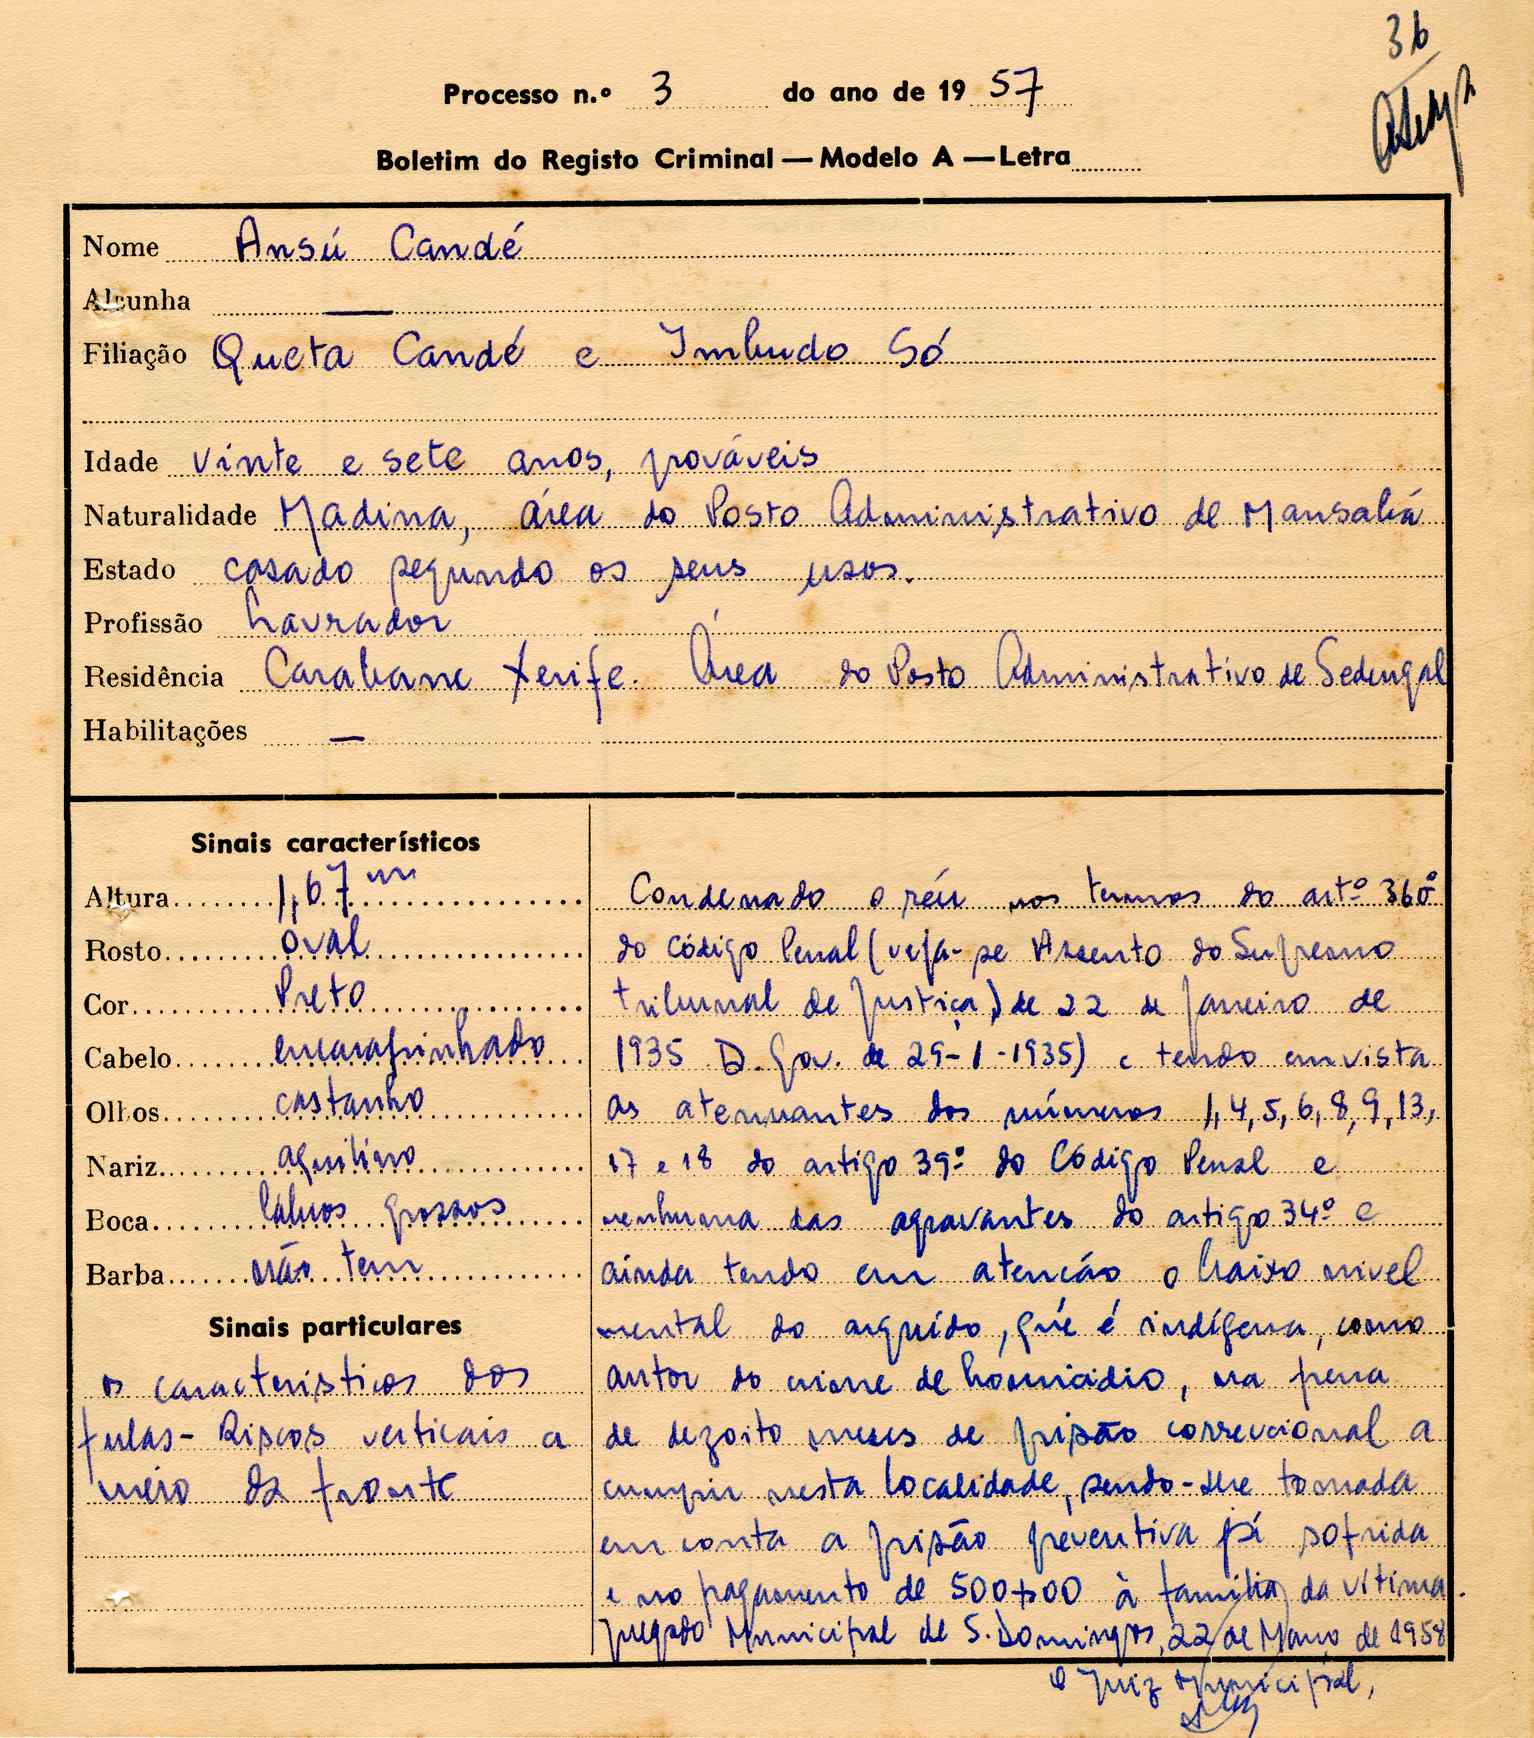 36
Processo n.º 3 do ano de 19 57
Boletim do Registo Criminal — Modelo A — Letra
Nome Ansú Candé
Alcunha —
Filiação Queta Candé e Imbudo Só
Idade vinte e sete anos, prováveis
Naturalidade Madina, área do Posto Administrativo de Mansabá
Estado casado segundo os seus usos.
Profissão Lavrador
Residência Carabane Xerife. Área do Posto Administrativo de Sedengal
Habilitações —
Sinais característicos
Altura 1,67 m
Rosto oval
Cor Preto
Cabelo encarapinhado
Olhos castanho
Nariz aquilino
Boca lábios grossos
Barba não tem
Sinais particulares
os caracteristicos dos
fulas - Riscos verticais a
meio da fronte
Condenado o réu nos termos do artº 360º
do Código Penal (veja-se Assento do Supremo
tribunal de Justiça) de 22 de Janeiro de
1935 D. Gov. de 29-1-1935) e tendo em vista
as atenuantes dos números 1,4,5,6,8,9,13,
17 e 18 do artigo 39º do Código Penal e
nenhuma das agravantes do artigo 34º e
ainda tendo em atenção o baixo nivel
mental do arguído, que é indígena, como
autor do crime de homicidio, na pena
de dezoito meses de prisão correccional a
cumprir nesta localidade, sendo-lhe tomada
em conta a prisão preventiva já sofrida
e no pagamento de 500$00 à familia da vítima.
Julgado Municipal de S. Domingos, 22 de Março de 1958
O Juiz Municipal,